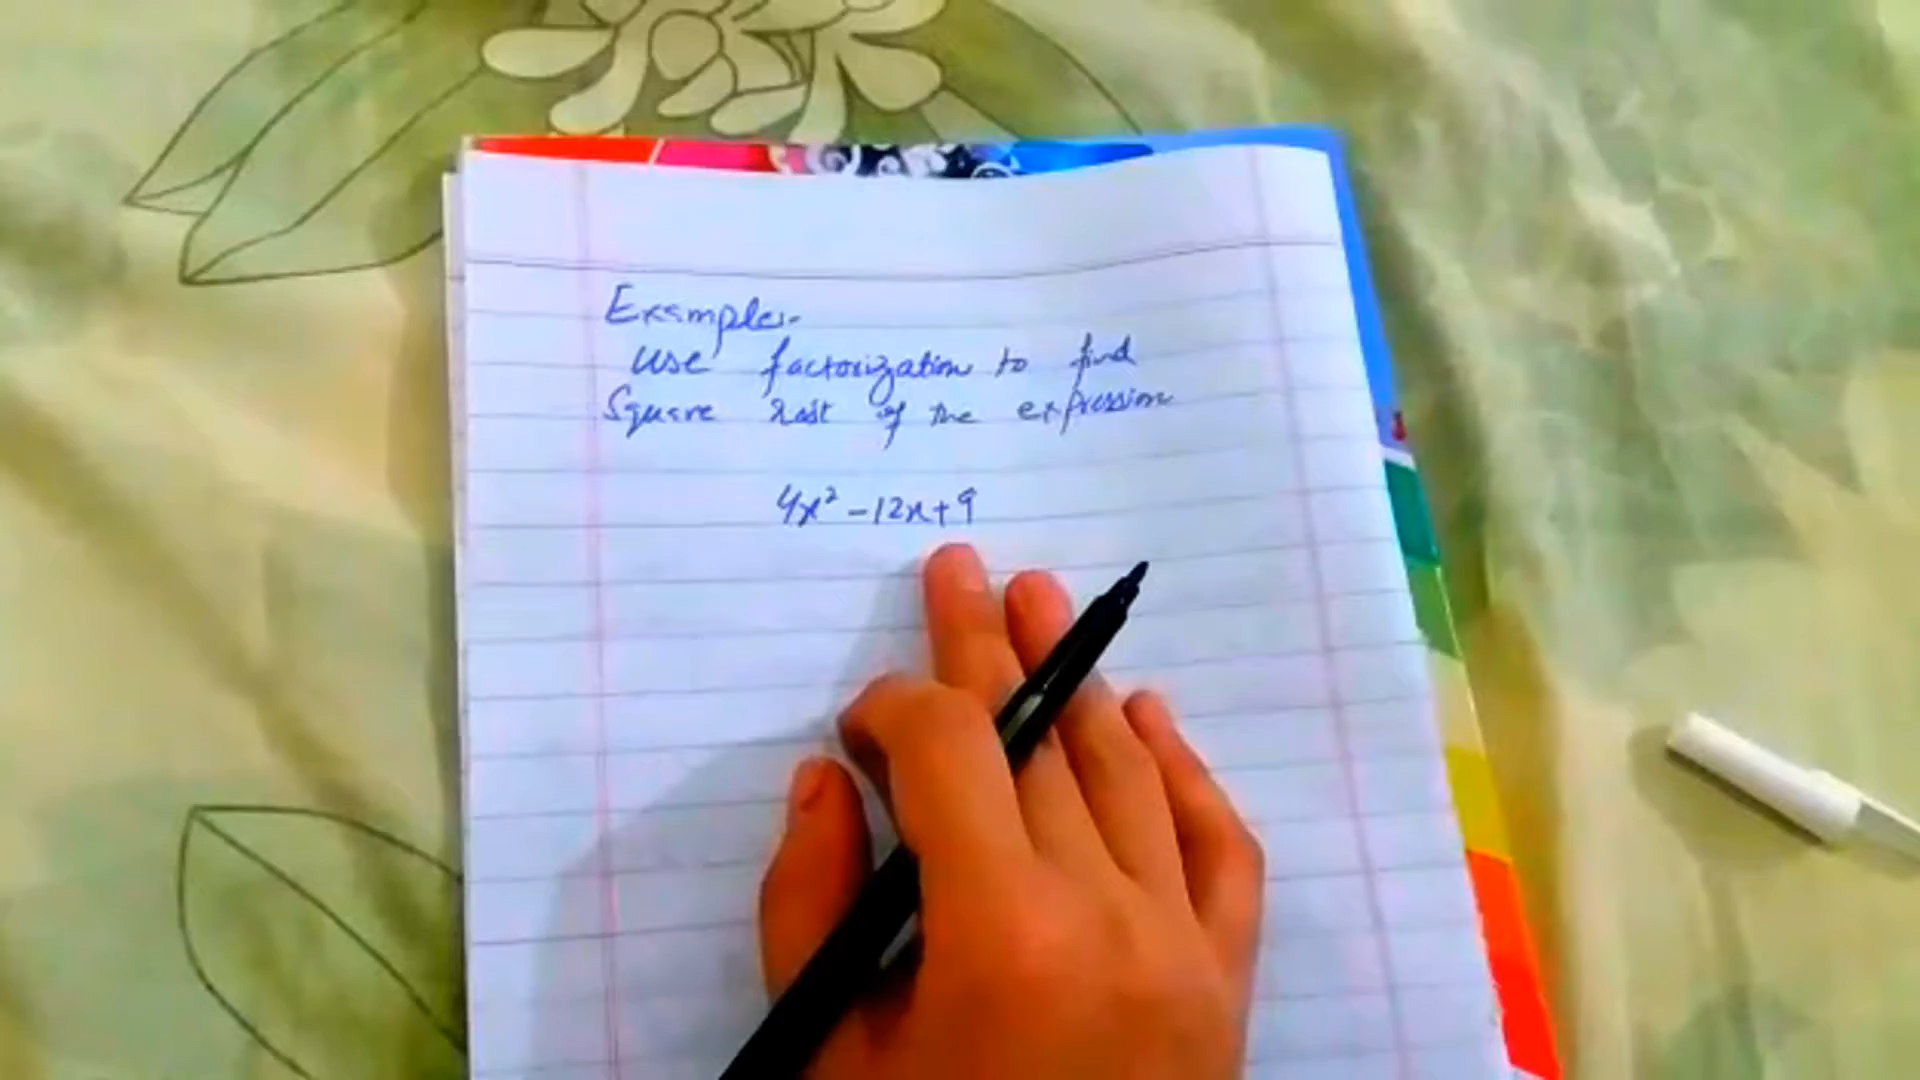 Example:-
use factorization to find
Square root of the expression
4x² -12x+9